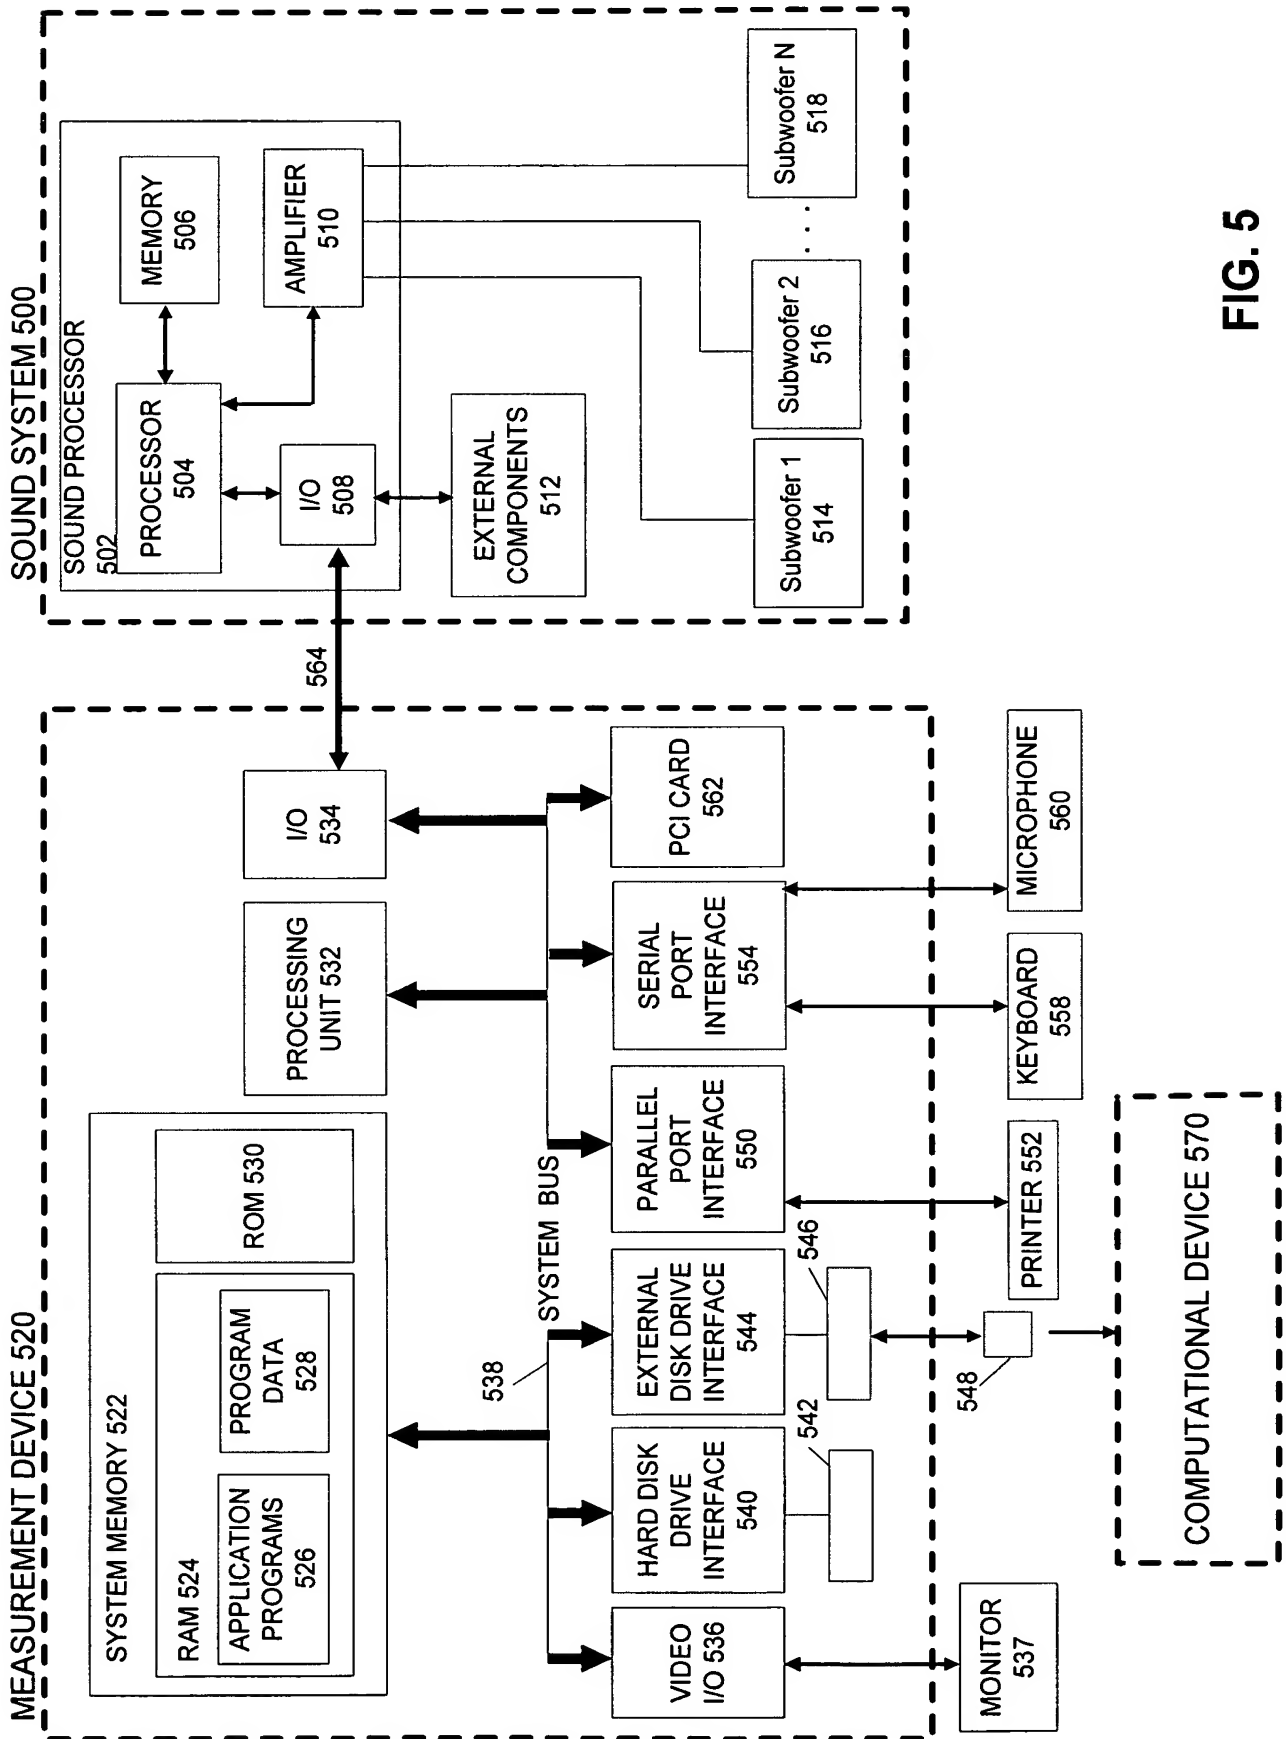 MEASUREMENT DEVICE 520
SYSTEM MEMORY 522
RAM 524
APPLICATION
PROGRAMS
526
PROGRAM
DATA
528
ROM 530
PROCESSING
UNIT 532
I/O
534
564
538
SYSTEM BUS
VIDEO
I/O 536
HARD DISK
DRIVE
INTERFACE
540
EXTERNAL
DISK DRIVE
INTERFACE
544
PARALLEL
PORT
INTERFACE
550
SERIAL
PORT
INTERFACE
554
PCI CARD
562
542
546
548
MONITOR
537
PRINTER 552
KEYBOARD
558
MICROPHONE
560
COMPUTATIONAL DEVICE 570
SOUND SYSTEM 500
SOUND PROCESSOR
502
PROCESSOR
504
MEMORY
506
I/O
508
AMPLIFIER
510
EXTERNAL
COMPONENTS
512
Subwoofer 1
514
Subwoofer 2
516
. . .
Subwoofer N
518
FIG. 5